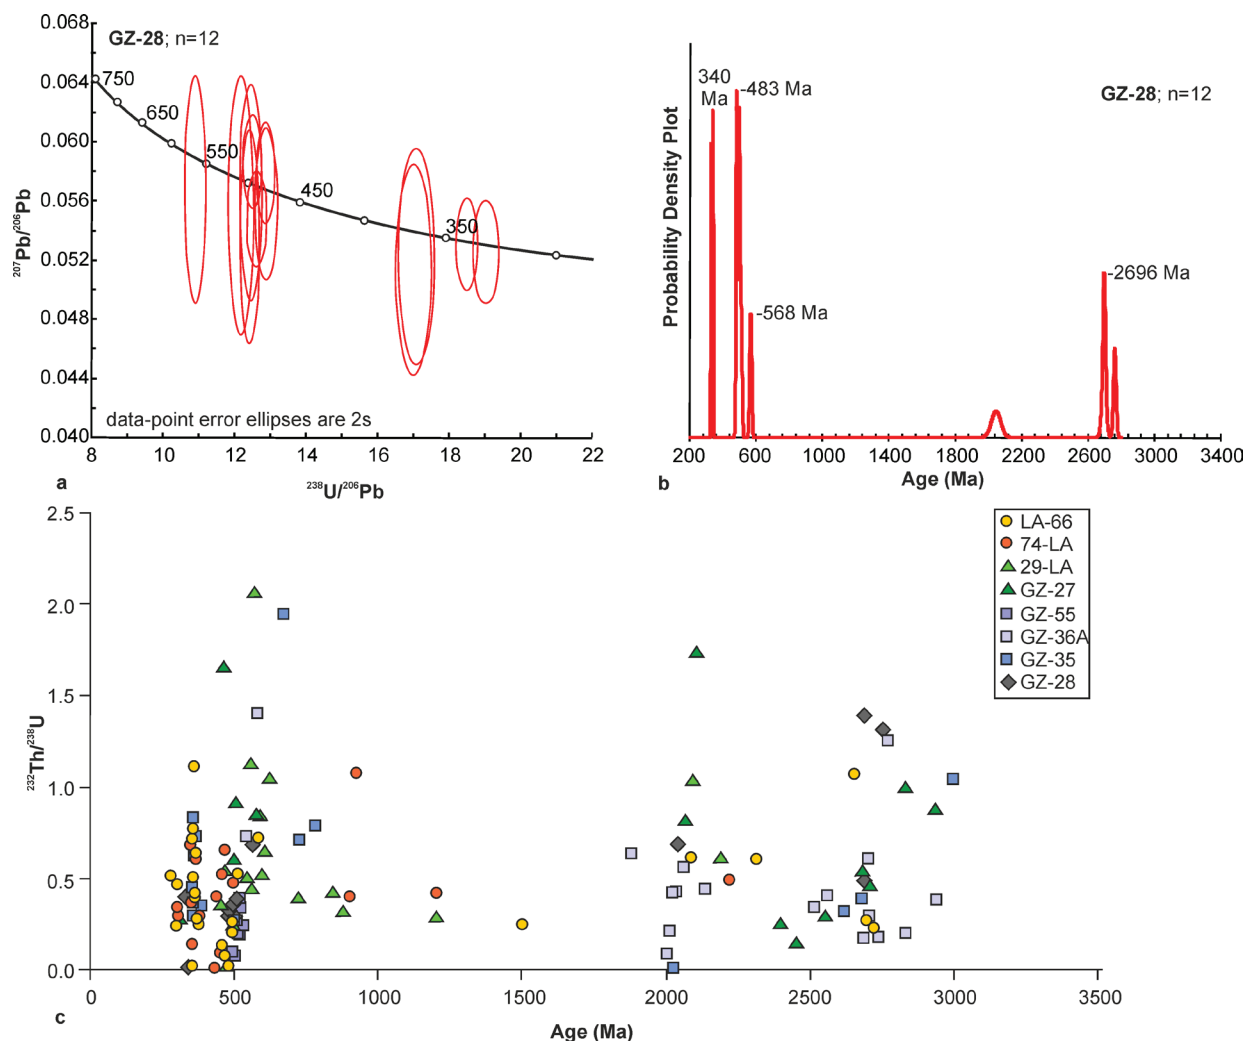 0.068
0.064
0.060
0.056
0.052
0.048
0.044
0.040
²⁰⁷Pb/²⁰⁶Pb
GZ-28; n=12
750
650
550
450
350
data-point error ellipses are 2s
8 10 12 14 16 18 20 22
a
²³⁸U/²⁰⁶Pb
Probability Density Plot
340
Ma
-483 Ma
-568 Ma
GZ-28; n=12
-2696 Ma
200 600 1000 1400 1800 2200 2600 3000 3400
b
Age (Ma)
2.5
2.0
1.5
1.0
0.5
0.0
²³²Th/²³⁸U
LA-66
74-LA
29-LA
GZ-27
GZ-55
GZ-36A
GZ-35
GZ-28
0 500 1000 1500 2000 2500 3000 3500
c
Age (Ma)